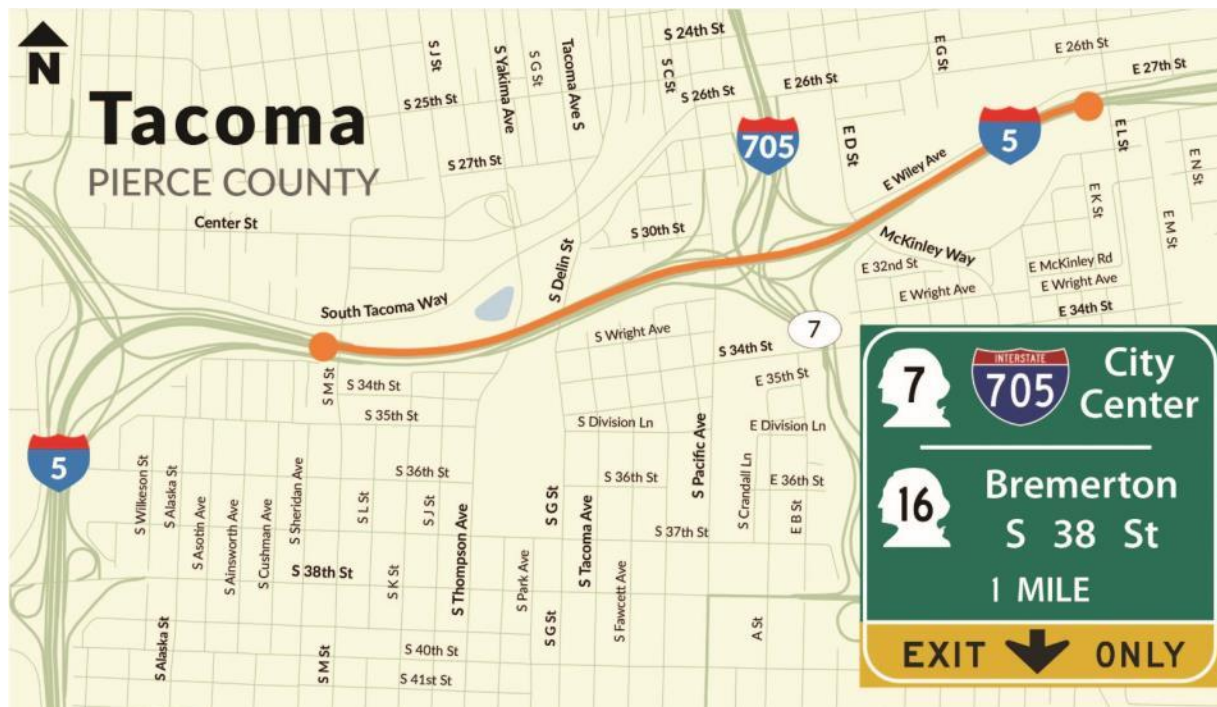 N
Tacoma
PIERCE COUNTY
S J St
S Yakima Ave
S G St
Tacoma Ave S
S 24th St
S C St
S 25th St
S 26th St
E 26th St
E G St
E 26th St
E 27th St
705
5
E D St
E Wiley Ave
E L St
E N St
S 27th St
Center St
S 30th St
S Delin St
McKinley Way
E K St
E M St
E 32nd St
E McKinley Rd
E Wright Ave
E Wright Ave
E 34th St
South Tacoma Way
S Wright Ave
7
S 34th St
S M St
S 34th St
E 35th St
S 35th St
S Division Ln
E Division Ln
S Pacific Ave
5
S 36th St
S 36th St
E 36th St
S Wilkeson St
S Alaska St
S Asotin Ave
S Ainsworth Ave
S Cushman Ave
S Sheridan Ave
S L St
S J St
S Thompson Ave
S G St
S Tacoma Ave
S Crandall Ln
E B St
S 37th St
S 38th St
S K St
S Park Ave
S Fawcett Ave
A St
S Alaska St
S M St
S G St
S 40th St
S 41st St
7
INTERSTATE
705
City
Center
16
Bremerton
S 38 St
1 MILE
EXIT ONLY